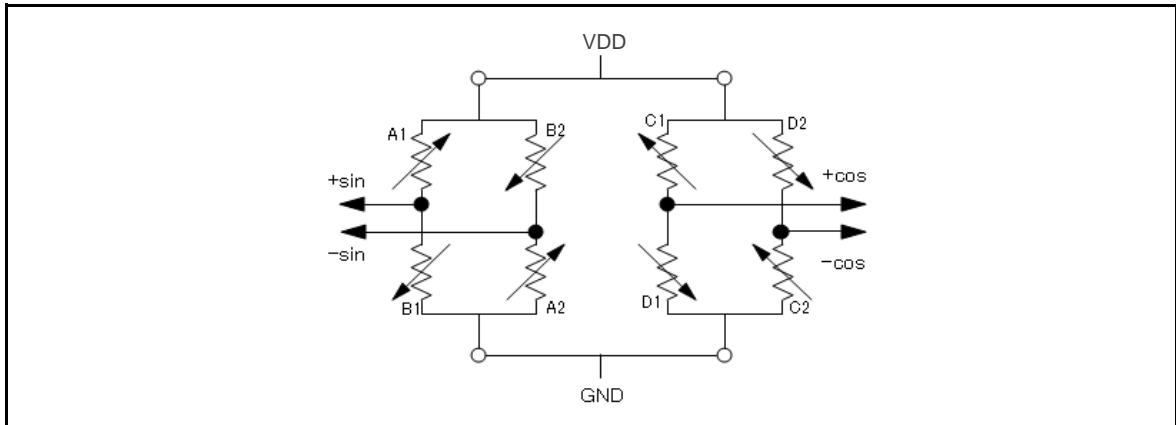 VDD
A1
B2
C1
D2
+sin
+cos
-sin
-cos
B1
A2
D1
C2
GND